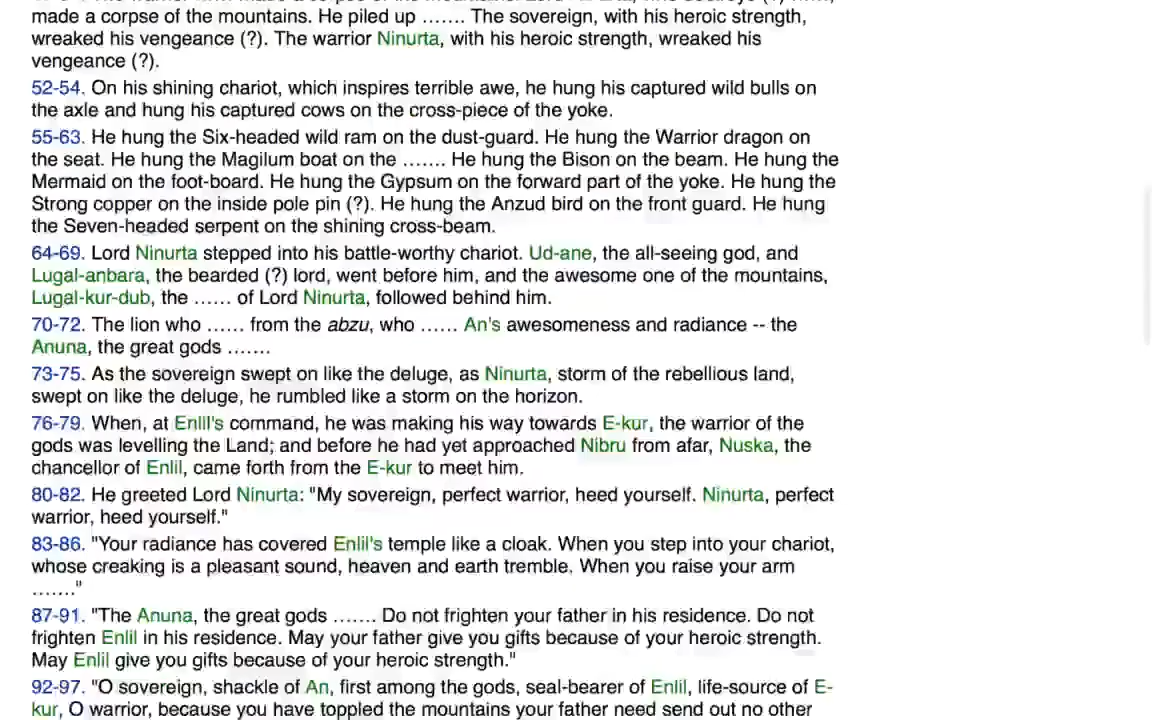 made a corpse of the mountains. He piled up ....... The sovereign, with his heroic strength,
wreaked his vengeance (?). The warrior Ninurta, with his heroic strength, wreaked his
vengeance (?).
52-54. On his shining chariot, which inspires terrible awe, he hung his captured wild bulls on
the axle and hung his captured cows on the cross-piece of the yoke.
55-63. He hung the Six-headed wild ram on the dust-guard. He hung the Warrior dragon on
the seat. He hung the Magilum boat on the ....... He hung the Bison on the beam. He hung the
Mermaid on the foot-board. He hung the Gypsum on the forward part of the yoke. He hung the
Strong copper on the inside pole pin (?). He hung the Anzud bird on the front guard. He hung
the Seven-headed serpent on the shining cross-beam.
64-69. Lord Ninurta stepped into his battle-worthy chariot. Ud-ane, the all-seeing god, and
Lugal-anbara, the bearded (?) lord, went before him, and the awesome one of the mountains,
Lugal-kur-dub, the ...... of Lord Ninurta, followed behind him.
70-72. The lion who ...... from the abzu, who ...... An's awesomeness and radiance -- the
Anuna, the great gods .......
73-75. As the sovereign swept on like the deluge, as Ninurta, storm of the rebellious land,
swept on like the deluge, he rumbled like a storm on the horizon.
76-79. When, at Enlil's command, he was making his way towards E-kur, the warrior of the
gods was levelling the Land; and before he had yet approached Nibru from afar, Nuska, the
chancellor of Enlil, came forth from the E-kur to meet him.
80-82. He greeted Lord Ninurta: "My sovereign, perfect warrior, heed yourself. Ninurta, perfect
warrior, heed yourself."
83-86. "Your radiance has covered Enlil's temple like a cloak. When you step into your chariot,
whose creaking is a pleasant sound, heaven and earth tremble. When you raise your arm
......."
87-91. "The Anuna, the great gods ....... Do not frighten your father in his residence. Do not
frighten Enlil in his residence. May your father give you gifts because of your heroic strength.
May Enlil give you gifts because of your heroic strength."
92-97. "O sovereign, shackle of An, first among the gods, seal-bearer of Enlil, life-source of E-
kur, O warrior, because you have toppled the mountains your father need send out no other